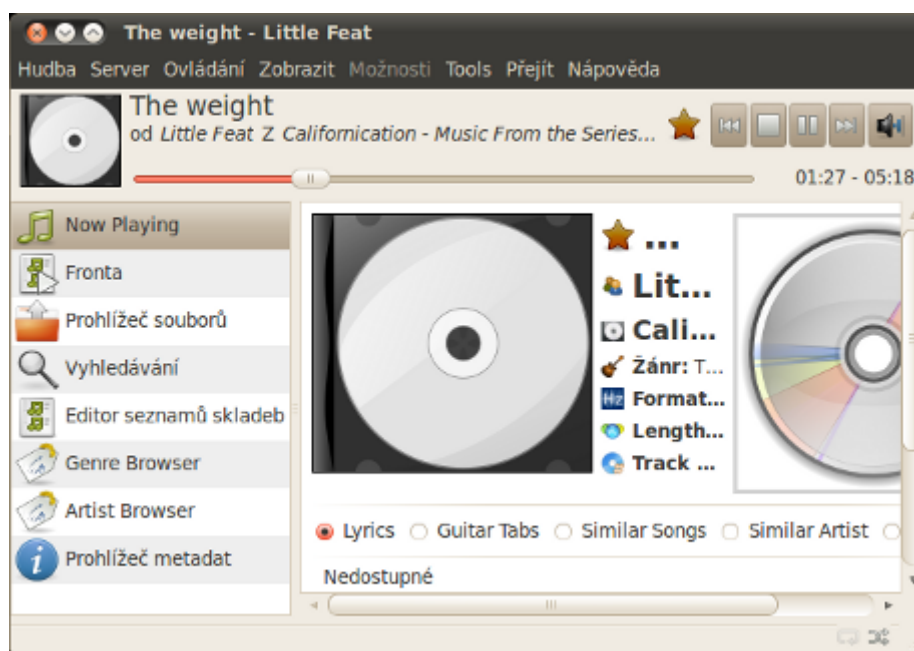 The weight - Little Feat
Hudba Server Ovládání Zobrazit Možnosti Tools Přejít Nápověda
The weight
od Little Feat Z Californication - Music From the Series...
01:27 - 05:18
Now Playing
Fronta
Prohlížeč souborů
Vyhledávání
Editor seznamů skladeb
Genre Browser
Artist Browser
Prohlížeč metadat
...
Lit...
Cali...
Žánr: T...
Hz Format...
Length...
Track ...
Lyrics Guitar Tabs Similar Songs Similar Artist
Nedostupné